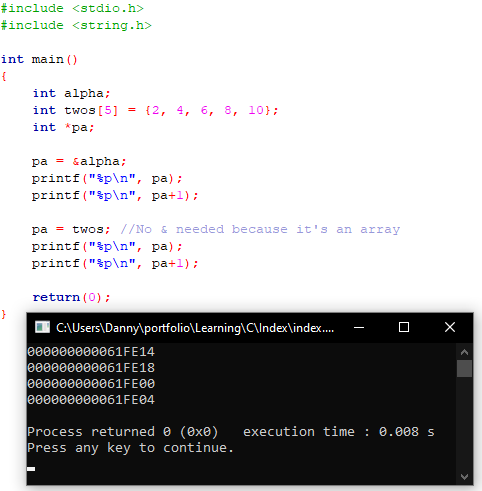 #include <stdio.h>
#include <string.h>
int main()
{
int alpha;
int twos[5] = {2, 4, 6, 8, 10};
int *pa;
pa = &alpha;
printf("%p\n", pa);
printf("%p\n", pa+1);
pa = twos; //No & needed because it's an array
printf("%p\n", pa);
printf("%p\n", pa+1);
return(0);
}
C:\Users\Danny\portfolio\Learning\C\Index\index....
000000000061FE14
000000000061FE18
000000000061FE00
000000000061FE04
Process returned 0 (0x0)   execution time : 0.008 s
Press any key to continue.